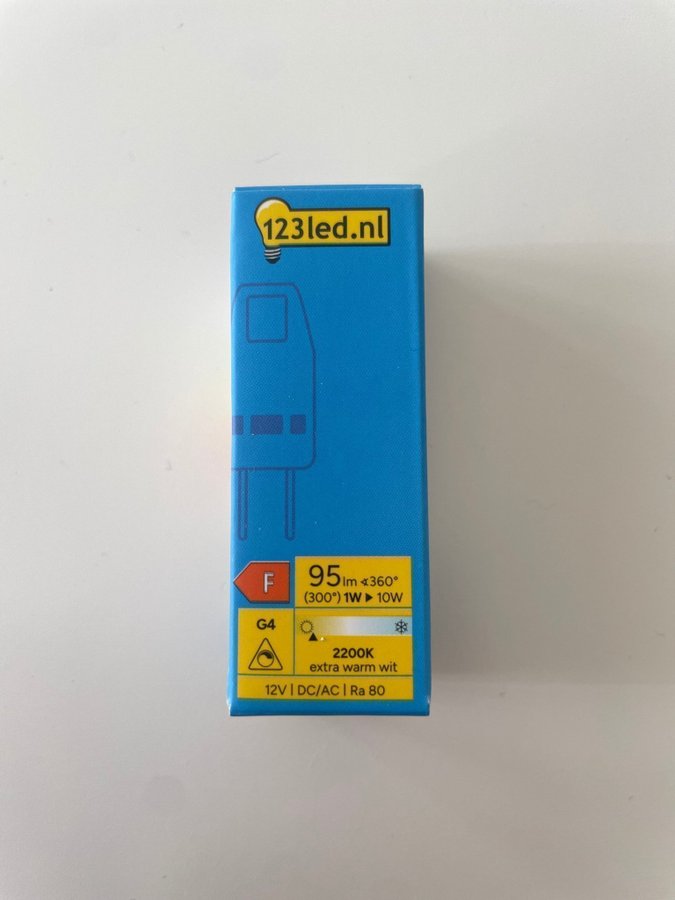 123led.nl
F
95lm ∢360°
(300°) 1W ▶ 10W
G4
2200K
extra warm wit
12V | DC/AC | Ra 80